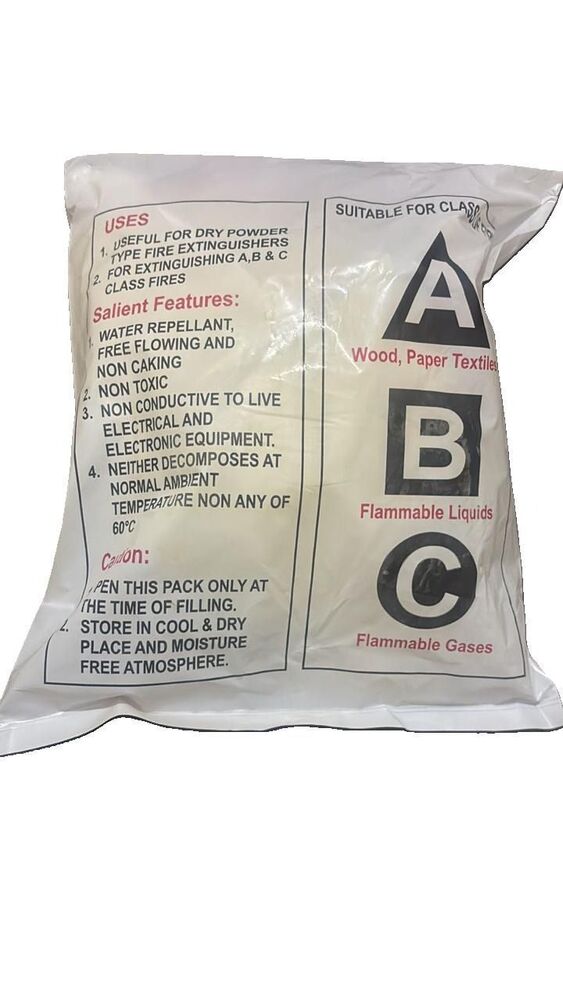 USES
1. USEFUL FOR DRY POWDER
TYPE FIRE EXTINGUISHERS
2. FOR EXTINGUISHING A,B & C
CLASS FIRES
Salient Features:
1. WATER REPELLANT,
FREE FLOWING AND
NON CAKING
2. NON TOXIC
3. NON CONDUCTIVE TO LIVE
ELECTRICAL AND
ELECTRONIC EQUIPMENT.
4. NEITHER DECOMPOSES AT
NORMAL AMBIENT
TEMPERATURE NON ANY OF
60°C
Caution:
PEN THIS PACK ONLY AT
THE TIME OF FILLING.
2. STORE IN COOL & DRY
PLACE AND MOISTURE
FREE ATMOSPHERE.
SUITABLE FOR CLASS
A
Wood, Paper Textiles
B
Flammable Liquids
C
Flammable Gases